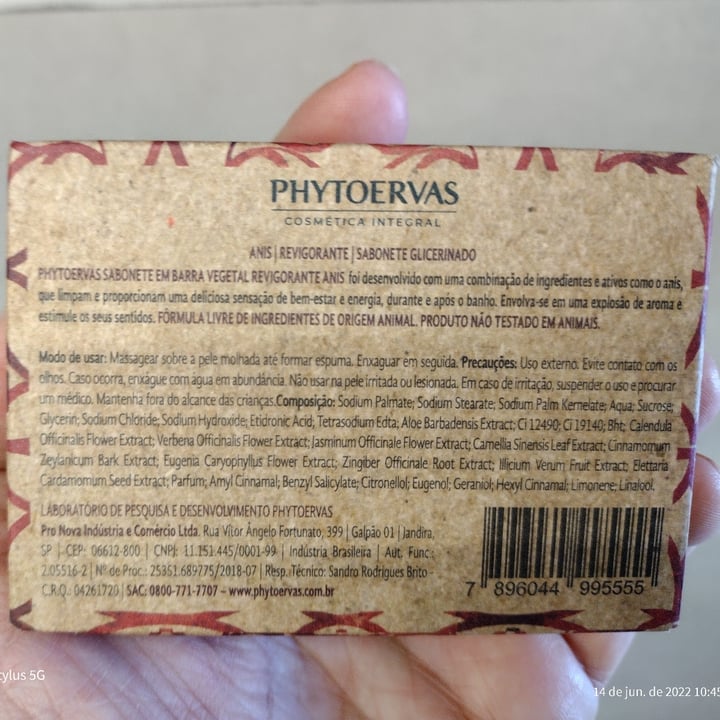 PHYTOERVAS
COSMÉTICA INTEGRAL
ANIS | REVIGORANTE | SABONETE GLICERINADO
PHYTOERVAS SABONETE EM BARRA VEGETAL REVIGORANTE ANIS foi desenvolvido com uma combinação de ingredientes e ativos como o anis,
que limpam e proporcionam uma deliciosa sensação de bem-estar e energia, durante e após o banho. Envolva-se em uma explosão de aroma e
estimule os seus sentidos. FÓRMULA LIVRE DE INGREDIENTES DE ORIGEM ANIMAL. PRODUTO NÃO TESTADO EM ANIMAIS.
Modo de usar: Massagear sobre a pele molhada até formar espuma. Enxaguar em seguida. Precauções: Uso externo. Evite contato com os
olhos. Caso ocorra, enxágue com água em abundância. Não usar na pele irritada ou lesionada. Em caso de irritação, suspender o uso e procurar
um médico. Mantenha fora do alcance das crianças.Composição: Sodium Palmate; Sodium Stearate; Sodium Palm Kernelate; Aqua; Sucrose;
Glycerin; Sodium Chloride; Sodium Hydroxide; Etidronic Acid; Tetrasodium Edta; Aloe Barbadensis Extract; Ci 12490; Ci 19140; Bht; Calendula
Officinalis Flower Extract; Verbena Officinalis Flower Extract; Jasminum Officinale Flower Extract; Camellia Sinensis Leaf Extract; Cinnamomum
Zeylanicum Bark Extract; Eugenia Caryophyllus Flower Extract; Zingiber Officinale Root Extract; Illicium Verum Fruit Extract; Elettaria
Cardamomum Seed Extract; Parfum; Amyl Cinnamal; Benzyl Salicylate; Citronellol; Eugenol; Geraniol; Hexyl Cinnamal; Limonene; Linalool.
LABORATÓRIO DE PESQUISA E DESENVOLVIMENTO PHYTOERVAS
Pro Nova Indústria e Comércio Ltda. Rua Vitor Ângelo Fortunato, 399 | Galpão 01 | Jandira,
SP | CEP: 06612-800 | CNPJ: 11.151.445/0001-99 | Indústria Brasileira | Aut. Func.:
2.05516-2 | Nº de Proc.: 25351.689775/2018-07 | Resp. Técnico: Sandro Rodrigues Brito -
C.R.Q.: 04261720 | SAC: 0800-771-7707 – www.phytoervas.com.br
7 896044 995555
tylus 5G
14 de jun. de 2022 10:45